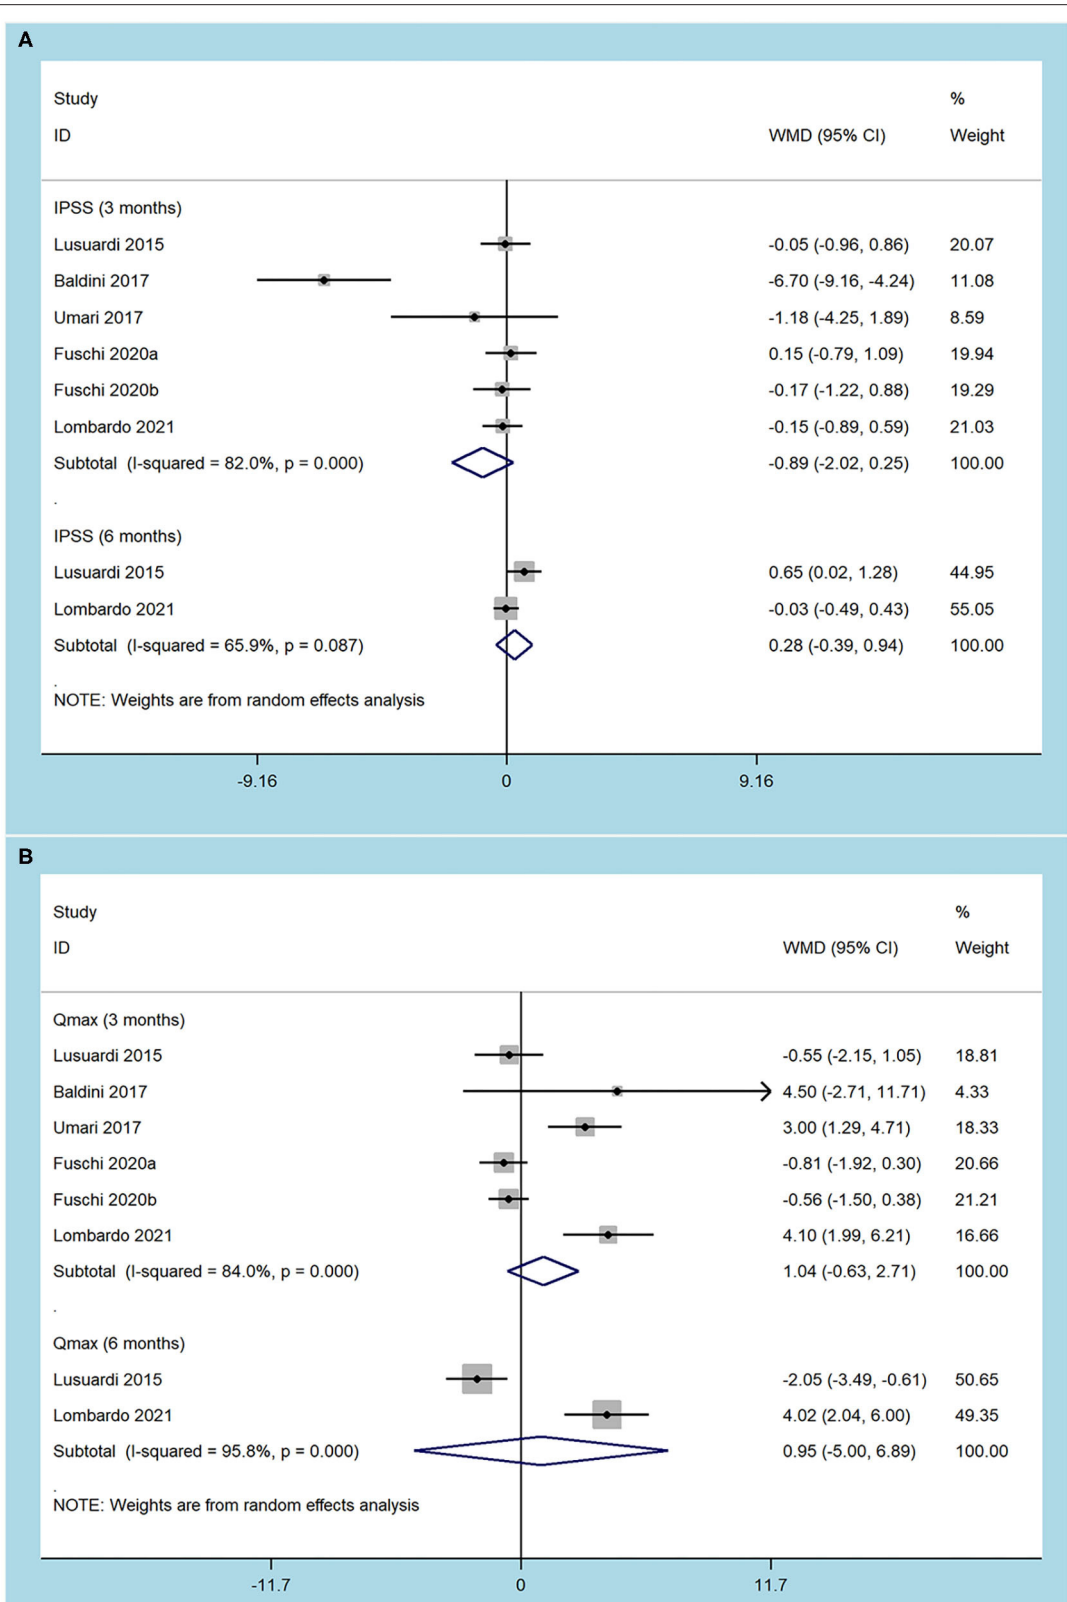 A
Study %
ID WMD (95% CI) Weight
IPSS (3 months)
Lusuardi 2015 -0.05 (-0.96, 0.86) 20.07
Baldini 2017 -6.70 (-9.16, -4.24) 11.08
Umari 2017 -1.18 (-4.25, 1.89) 8.59
Fuschi 2020a 0.15 (-0.79, 1.09) 19.94
Fuschi 2020b -0.17 (-1.22, 0.88) 19.29
Lombardo 2021 -0.15 (-0.89, 0.59) 21.03
Subtotal (I-squared = 82.0%, p = 0.000) -0.89 (-2.02, 0.25) 100.00
.
IPSS (6 months)
Lusuardi 2015 0.65 (0.02, 1.28) 44.95
Lombardo 2021 -0.03 (-0.49, 0.43) 55.05
Subtotal (I-squared = 65.9%, p = 0.087) 0.28 (-0.39, 0.94) 100.00
.
NOTE: Weights are from random effects analysis
-9.16 0 9.16
B
Study %
ID WMD (95% CI) Weight
Qmax (3 months)
Lusuardi 2015 -0.55 (-2.15, 1.05) 18.81
Baldini 2017 4.50 (-2.71, 11.71) 4.33
Umari 2017 3.00 (1.29, 4.71) 18.33
Fuschi 2020a -0.81 (-1.92, 0.30) 20.66
Fuschi 2020b -0.56 (-1.50, 0.38) 21.21
Lombardo 2021 4.10 (1.99, 6.21) 16.66
Subtotal (I-squared = 84.0%, p = 0.000) 1.04 (-0.63, 2.71) 100.00
.
Qmax (6 months)
Lusuardi 2015 -2.05 (-3.49, -0.61) 50.65
Lombardo 2021 4.02 (2.04, 6.00) 49.35
Subtotal (I-squared = 95.8%, p = 0.000) 0.95 (-5.00, 6.89) 100.00
.
NOTE: Weights are from random effects analysis
-11.7 0 11.7